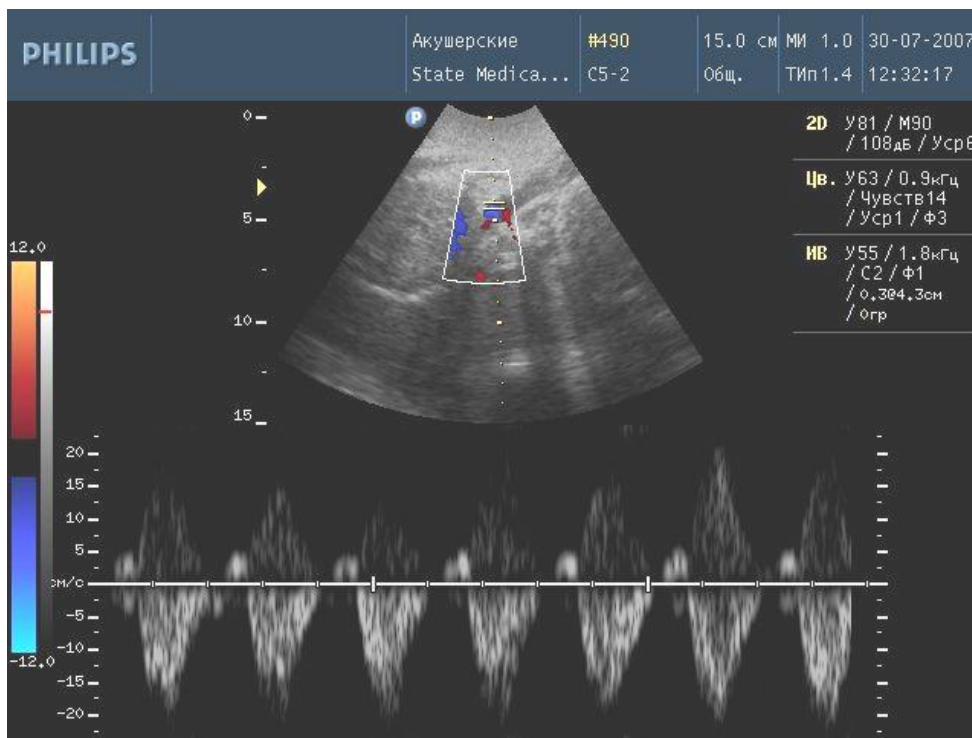 PHILIPS
Акушерские
State Medica...
#490
C5-2
15.0 см
Общ.
МИ 1.0
ТИп1.4
30-07-2007
12:32:17
P
2D У81 / М90
/ 108дБ / Уср6
Цв. У63 / 0.9кГц
/ Чувств14
/ Уср1 / Ф3
ИВ У55 / 1.8кГц
/ С2 / Ф1
/ 0.3@4.3см
/ Огр
0
5
10
15
12.0
-12.0
20
15
10
5
см/с
-5
-10
-15
-20